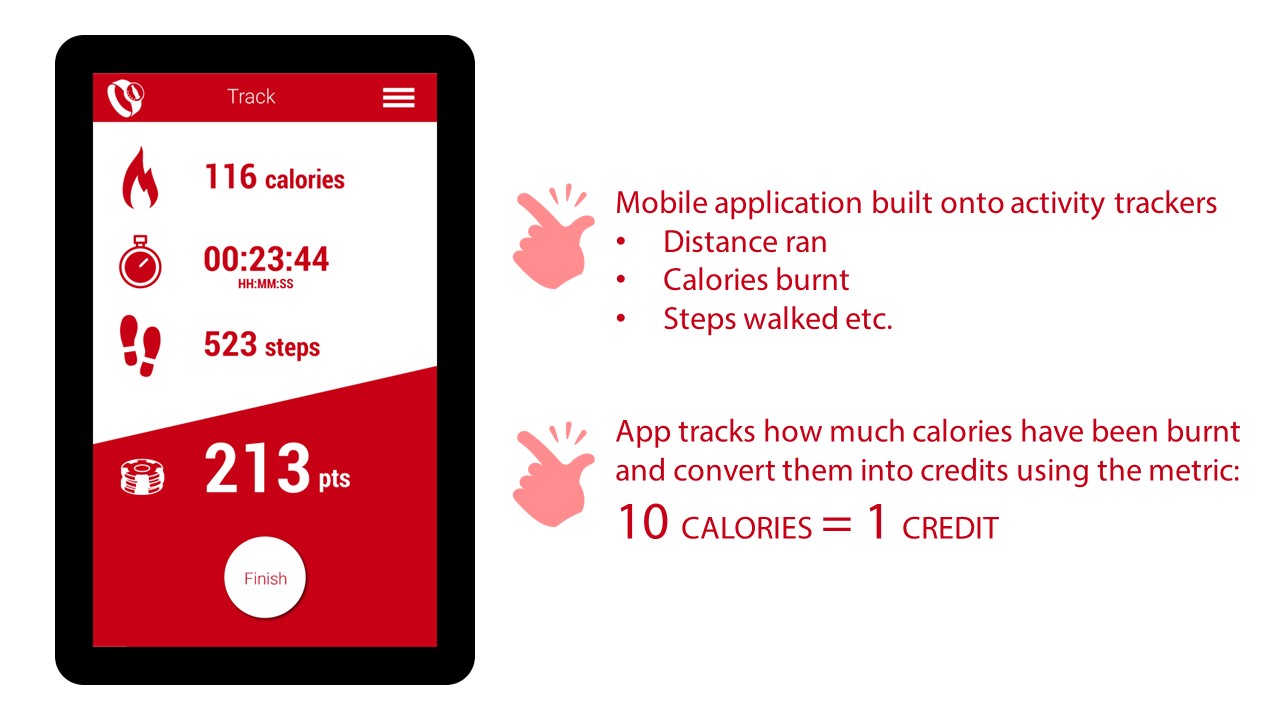 Track
116 calories
00:23:44
HH:MM:SS
523 steps
213 pts
Finish
Mobile application built onto activity trackers
• Distance ran
• Calories burnt
• Steps walked etc.
App tracks how much calories have been burnt
and convert them into credits using the metric:
10 CALORIES = 1 CREDIT